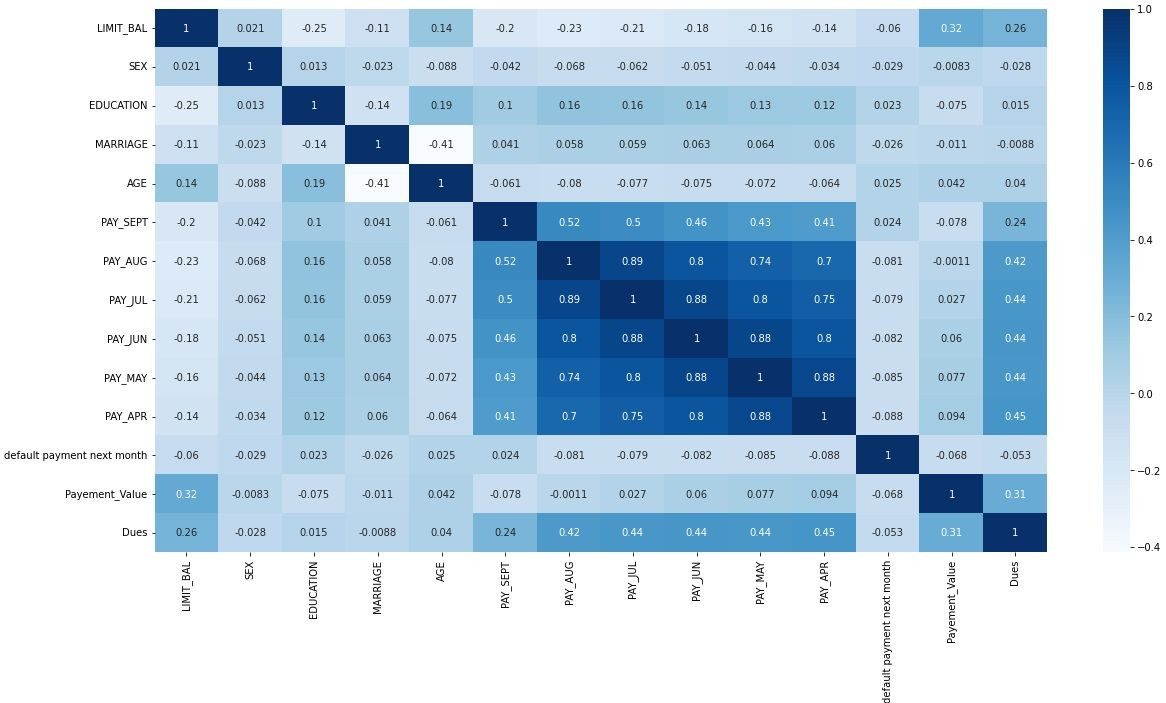 LIMIT_BAL 1 0.021 -0.25 -0.11 0.14 -0.2 -0.23 -0.21 -0.18 -0.16 -0.14 -0.06 0.32 0.26
SEX 0.021 1 0.013 -0.023 -0.088 -0.042 -0.068 -0.062 -0.051 -0.044 -0.034 -0.029 -0.0083 -0.028
EDUCATION -0.25 0.013 1 -0.14 0.19 0.1 0.16 0.16 0.14 0.13 0.12 0.023 -0.075 0.015
MARRIAGE -0.11 -0.023 -0.14 1 -0.41 0.041 0.058 0.059 0.063 0.064 0.06 -0.026 -0.011 -0.0088
AGE 0.14 -0.088 0.19 -0.41 1 -0.061 -0.08 -0.077 -0.075 -0.072 -0.064 0.025 0.042 0.04
PAY_SEPT -0.2 -0.042 0.1 0.041 -0.061 1 0.52 0.5 0.46 0.43 0.41 0.024 -0.078 0.24
PAY_AUG -0.23 -0.068 0.16 0.058 -0.08 0.52 1 0.89 0.8 0.74 0.7 -0.081 -0.0011 0.42
PAY_JUL -0.21 -0.062 0.16 0.059 -0.077 0.5 0.89 1 0.88 0.8 0.75 -0.079 0.027 0.44
PAY_JUN -0.18 -0.051 0.14 0.063 -0.075 0.46 0.8 0.88 1 0.88 0.8 -0.082 0.06 0.44
PAY_MAY -0.16 -0.044 0.13 0.064 -0.072 0.43 0.74 0.8 0.88 1 0.88 -0.085 0.077 0.44
PAY_APR -0.14 -0.034 0.12 0.06 -0.064 0.41 0.7 0.75 0.8 0.88 1 -0.088 0.094 0.45
default payment next month -0.06 -0.029 0.023 -0.026 0.025 0.024 -0.081 -0.079 -0.082 -0.085 -0.088 1 -0.068 -0.053
Payement_Value 0.32 -0.0083 -0.075 -0.011 0.042 -0.078 -0.0011 0.027 0.06 0.077 0.094 -0.068 1 0.31
Dues 0.26 -0.028 0.015 -0.0088 0.04 0.24 0.42 0.44 0.44 0.44 0.45 -0.053 0.31 1
LIMIT_BAL
SEX
EDUCATION
MARRIAGE
AGE
PAY_SEPT
PAY_AUG
PAY_JUL
PAY_JUN
PAY_MAY
PAY_APR
default payment next month
Payement_Value
Dues
1.0
0.8
0.6
0.4
0.2
0.0
−0.2
−0.4